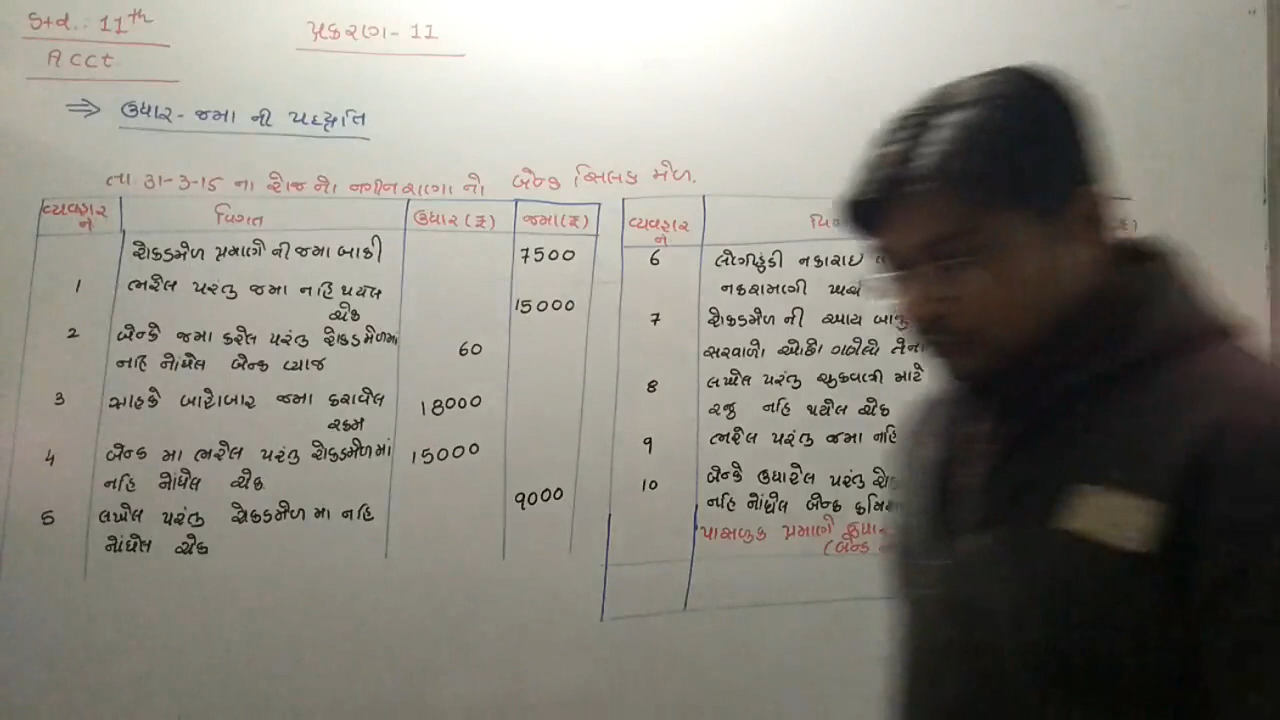 Std.: 11th
Acct
પ્રકરણ-11
⇒ ઉધાર-જમા ની પદ્ધતિ
તા 31-3-15 ના રોજ નો નગીન રાણા નો બેન્ક સિલક મેળ.
વ્યવહાર નં વિગત ઉધાર(₹) જમા(₹)
રોકડમેળ પ્રમાણે ની જમા બાકી 7500
1 ભરેલ પરંતુ જમા નહિ થયેલ
ચેક 15000
2 બેન્કે જમા કરેલ પરંતુ રોકડમેળમાં
નહિ નોંધેલ બેન્ક વ્યાજ 60
3 ગ્રાહકે બારોબાર જમા કરાવેલ 18000
રકમ
4 બેન્ક મા ભરેલ પરંતુ રોકડમેળમાં 15000
નહિ નોંધેલ ચેક
5 લખેલ પરંતુ રોકડમેળ મા નહિ 9000
નોંધેલ ચેક
વ્યવહાર નં
6 લેણીહુંડી નકારાઇ
નકરામણી
7 રોકડમેળ ની આવક બાજુ
સરવાળો ઓછો ગણેલો તેના
8 લખેલ પરંતુ ચુકવણી માટે
રજુ નહિ થયેલ ચેક
9 ભરેલ પરંતુ જમા નહિ
10 બેન્કે ઉધારેલ પરંતુ
નહિ નોંધેલ બેન્ક
પાસબુક પ્રમાણે
(બેન્ક